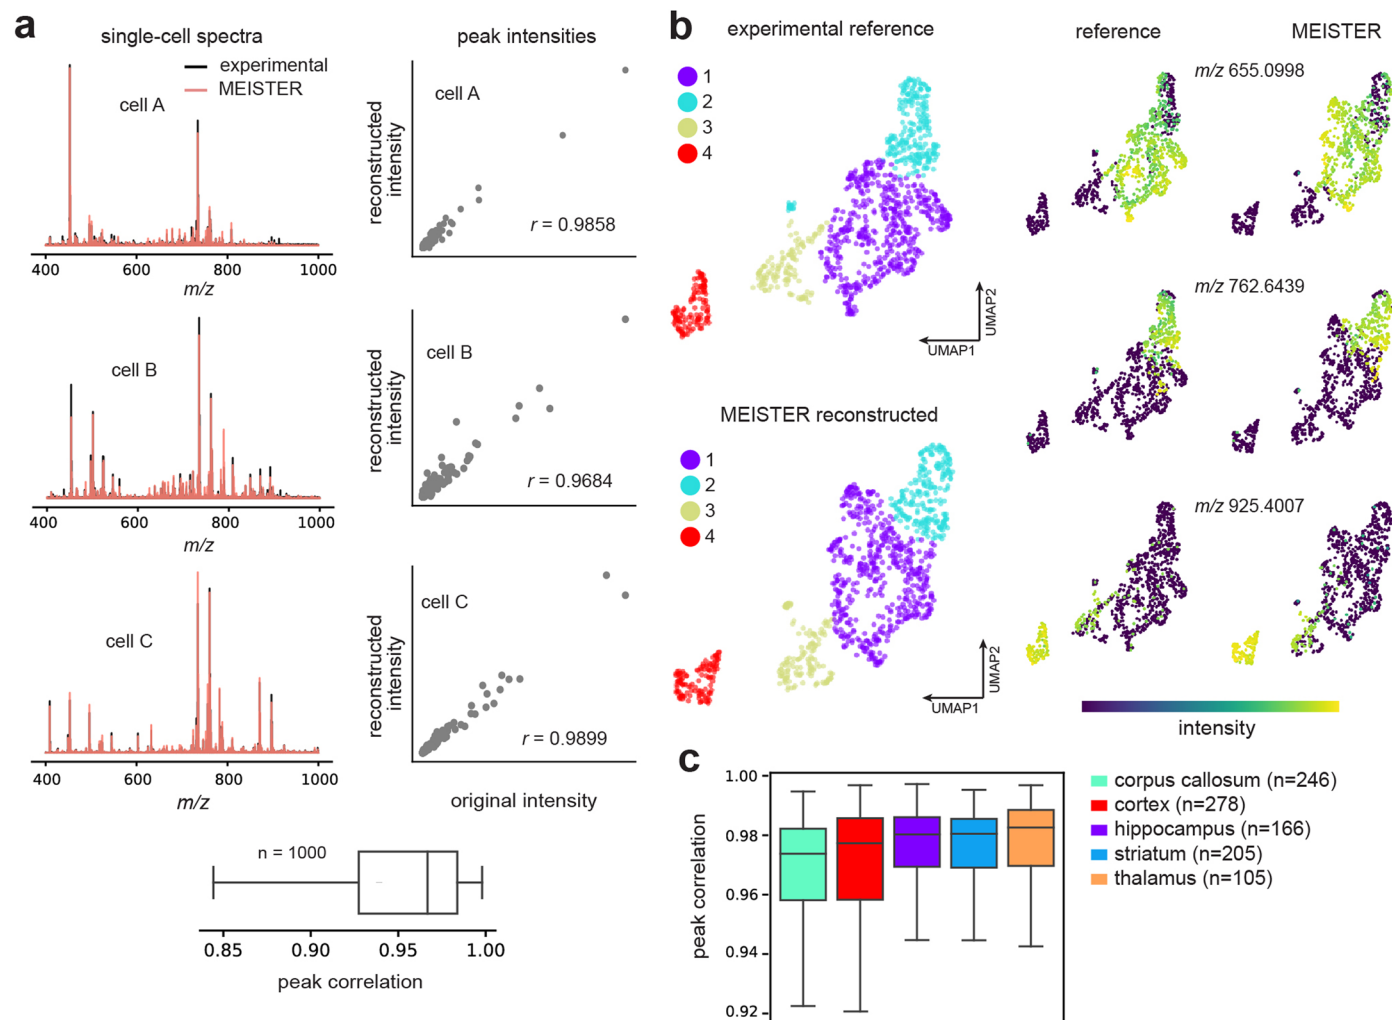 a
single-cell spectra
experimental
MEISTER
cell A
400 600 800 1000
m/z
cell B
400 600 800 1000
m/z
cell C
400 600 800 1000
m/z
peak intensities
reconstructed
intensity
cell A
r = 0.9858
reconstructed
intensity
cell B
r = 0.9684
reconstructed
intensity
cell C
r = 0.9899
original intensity
n = 1000
0.85 0.90 0.95 1.00
peak correlation
b
experimental reference
1
2
3
4
UMAP1
UMAP2
MEISTER reconstructed
1
2
3
4
UMAP1
UMAP2
reference MEISTER
m/z 655.0998
m/z 762.6439
m/z 925.4007
intensity
c
peak correlation
1.00
0.98
0.96
0.94
0.92
corpus callosum (n=246)
cortex (n=278)
hippocampus (n=166)
striatum (n=205)
thalamus (n=105)